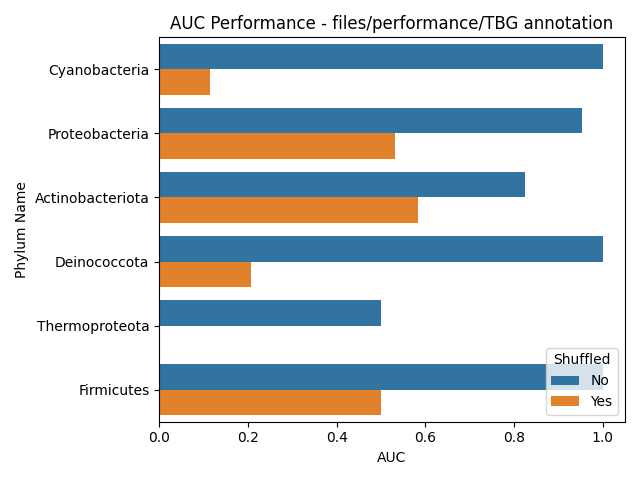 AUC Performance - files/performance/TBG annotation
Phylum Name
Cyanobacteria
Proteobacteria
Actinobacteriota
Deinococcota
Thermoproteota
Firmicutes
Shuffled
No
Yes
0.0 0.2 0.4 0.6 0.8 1.0
AUC